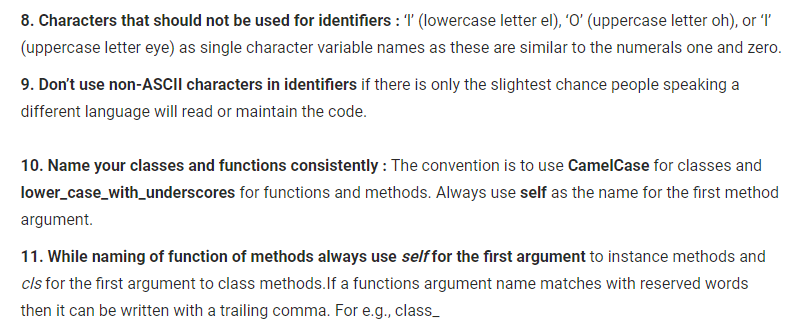 8. Characters that should not be used for identifiers : ‘l’ (lowercase letter el), ‘O’ (uppercase letter oh), or ‘I’
(uppercase letter eye) as single character variable names as these are similar to the numerals one and zero.
9. Don’t use non-ASCII characters in identifiers if there is only the slightest chance people speaking a
different language will read or maintain the code.
10. Name your classes and functions consistently : The convention is to use CamelCase for classes and
lower_case_with_underscores for functions and methods. Always use self as the name for the first method
argument.
11. While naming of function of methods always use self for the first argument to instance methods and
cls for the first argument to class methods.If a functions argument name matches with reserved words
then it can be written with a trailing comma. For e.g., class_